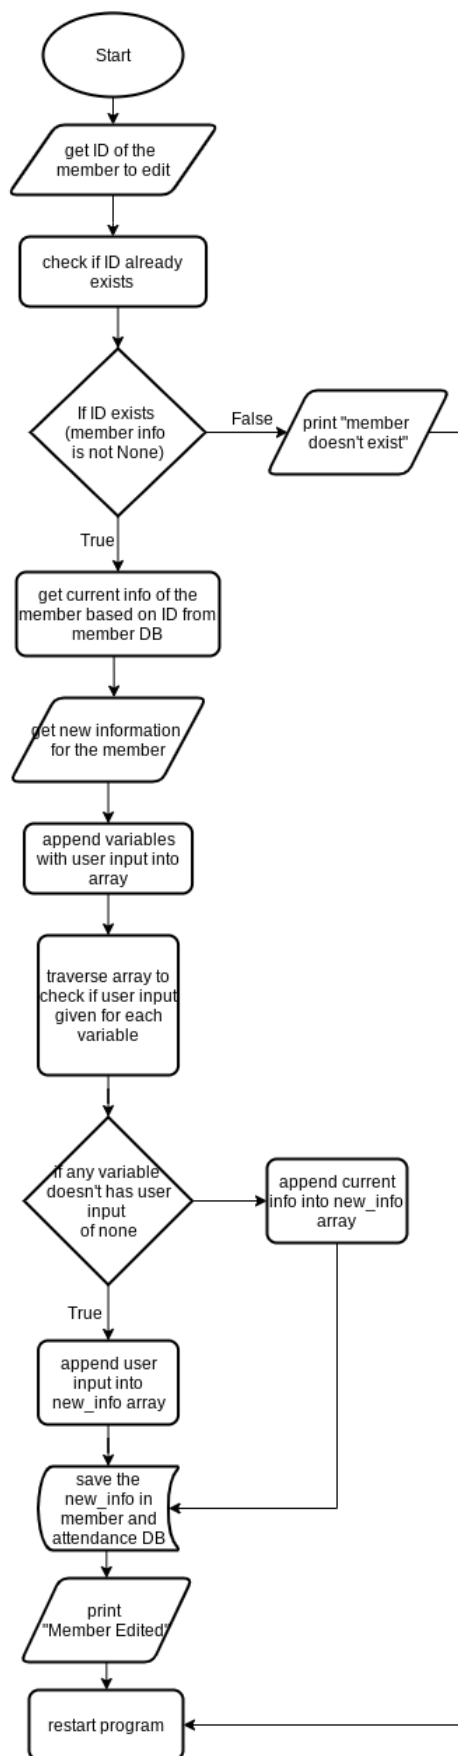 Start
get ID of the
member to edit
check if ID already
exists
If ID exists
(member info
is not None)
False
print "member
doesn't exist"
True
get current info of the
member based on ID from
member DB
get new information
for the member
append variables
with user input into
array
traverse array to
check if user input
given for each
variable
if any variable
doesn't has user
input
of none
append current
info into new_info
array
True
append user
input into
new_info array
save the
new_info in
member and
attendance DB
print
"Member Edited"
restart program